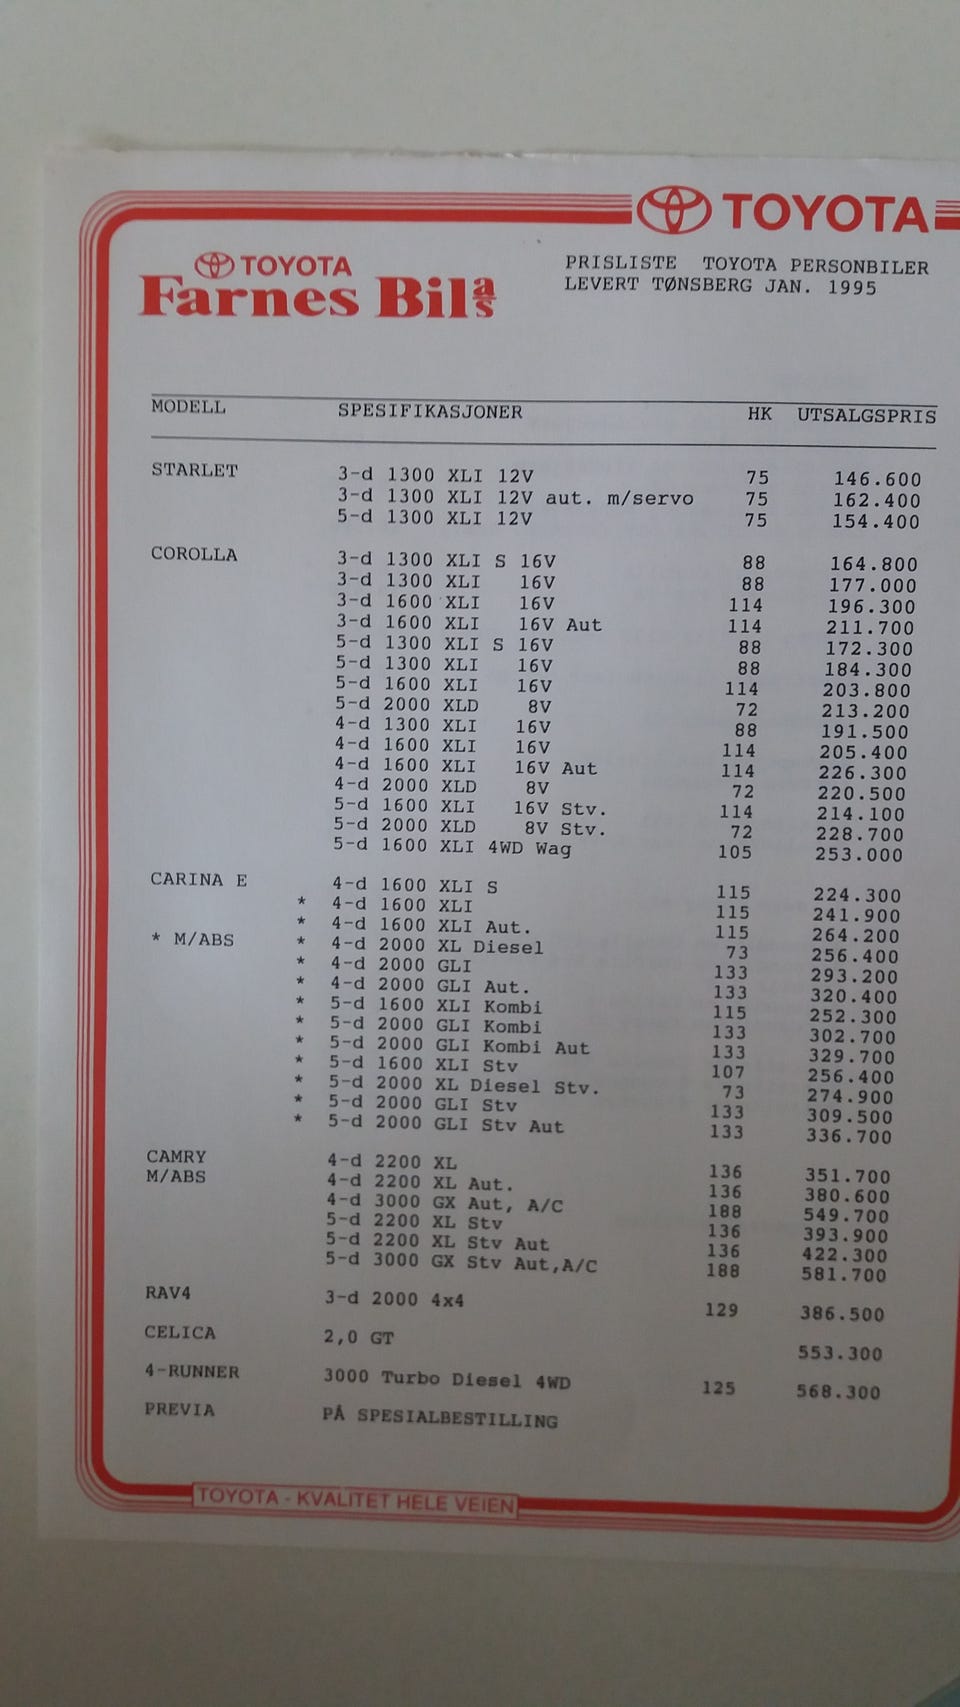 TOYOTA
TOYOTA
Farnes Bil a/s
PRISLISTE TOYOTA PERSONBILER
LEVERT TØNSBERG JAN. 1995
MODELL SPESIFIKASJONER HK UTSALGSPRIS
STARLET 3-d 1300 XLI 12V 75 146.600
3-d 1300 XLI 12V aut. m/servo 75 162.400
5-d 1300 XLI 12V 75 154.400
COROLLA 3-d 1300 XLI S 16V 88 164.800
3-d 1300 XLI 16V 88 177.000
3-d 1600 XLI 16V 114 196.300
3-d 1600 XLI 16V Aut 114 211.700
5-d 1300 XLI S 16V 88 172.300
5-d 1300 XLI 16V 88 184.300
5-d 1600 XLI 16V 114 203.800
5-d 2000 XLD 8V 72 213.200
4-d 1300 XLI 16V 88 191.500
4-d 1600 XLI 16V 114 205.400
4-d 1600 XLI 16V Aut 114 226.300
4-d 2000 XLD 8V 72 220.500
5-d 1600 XLI 16V Stv. 114 214.100
5-d 2000 XLD 8V Stv. 72 228.700
5-d 1600 XLI 4WD Wag 105 253.000
CARINA E 4-d 1600 XLI S 115 224.300
* 4-d 1600 XLI 115 241.900
* 4-d 1600 XLI Aut. 115 264.200
* M/ABS * 4-d 2000 XL Diesel 73 256.400
* 4-d 2000 GLI 133 293.200
* 4-d 2000 GLI Aut. 133 320.400
* 5-d 1600 XLI Kombi 115 252.300
* 5-d 2000 GLI Kombi 133 302.700
* 5-d 2000 GLI Kombi Aut 133 329.700
* 5-d 1600 XLI Stv 107 256.400
* 5-d 2000 XL Diesel Stv. 73 274.900
* 5-d 2000 GLI Stv 133 309.500
* 5-d 2000 GLI Stv Aut 133 336.700
CAMRY 4-d 2200 XL 136 351.700
M/ABS 4-d 2200 XL Aut. 136 380.600
4-d 3000 GX Aut, A/C 188 549.700
5-d 2200 XL Stv 136 393.900
5-d 2200 XL Stv Aut 136 422.300
5-d 3000 GX Stv Aut,A/C 188 581.700
RAV4 3-d 2000 4x4 129 386.500
CELICA 2,0 GT 553.300
4-RUNNER 3000 Turbo Diesel 4WD 125 568.300
PREVIA PÅ SPESIALBESTILLING
TOYOTA - KVALITET HELE VEIEN